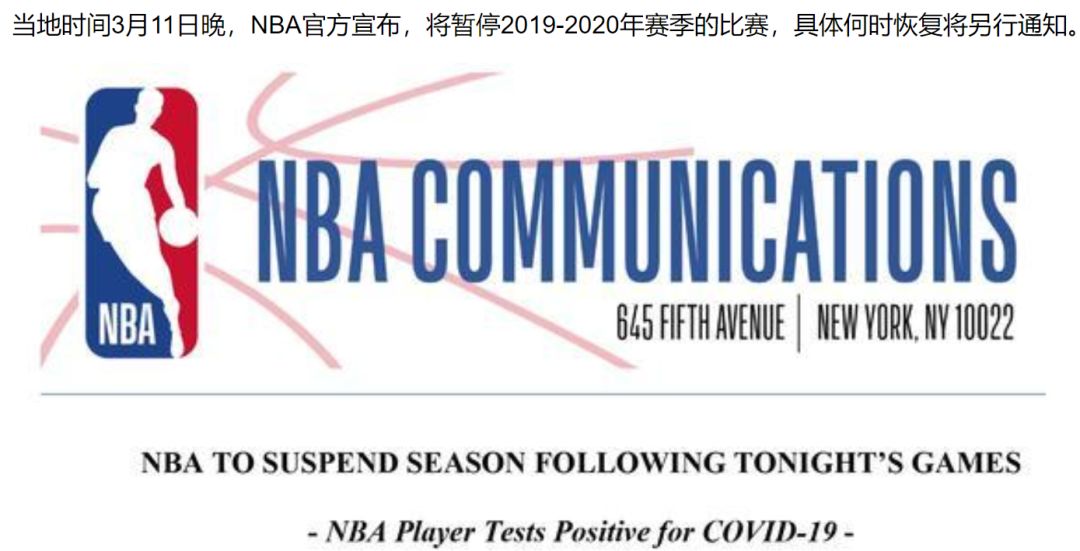 当地时间3月11日晚，NBA官方宣布，将暂停2019-2020年赛季的比赛，具体何时恢复将另行通知。
NBA COMMUNICATIONS
NBA
645 FIFTH AVENUE | NEW YORK, NY 10022
NBA TO SUSPEND SEASON FOLLOWING TONIGHT’S GAMES
- NBA Player Tests Positive for COVID-19 -